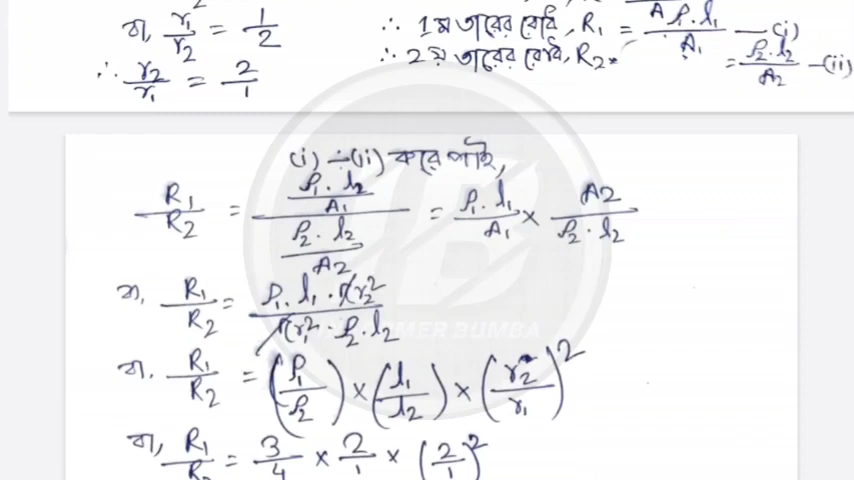 বা, r₁/r₂ = 1/2
∴ r₂/r₁ = 2/1
∴ 1ম তারের রোধ, R₁ = ρ₁·l₁/A₁ —(i)
∴ 2য় তারের রোধ, R₂ = ρ₂·l₂/A₂ —(ii)
(i) ÷ (ii) করে পাই,
R₁/R₂ = (ρ₁·l₂/A₁)/(ρ₂·l₂/A₂) = ρ₁·l₁/A₁ × A2/ρ₂·l₂
বা, R₁/R₂ = ρ₁·l₁·πr₂²/πr₁²·ρ₂·l₂
বা, R₁/R₂ = (ρ₁/ρ₂) × (l₁/l₂) × (r₂/r₁)²
বা, R₁/R₂ = 3/4 × 2/1 × (2/1)²